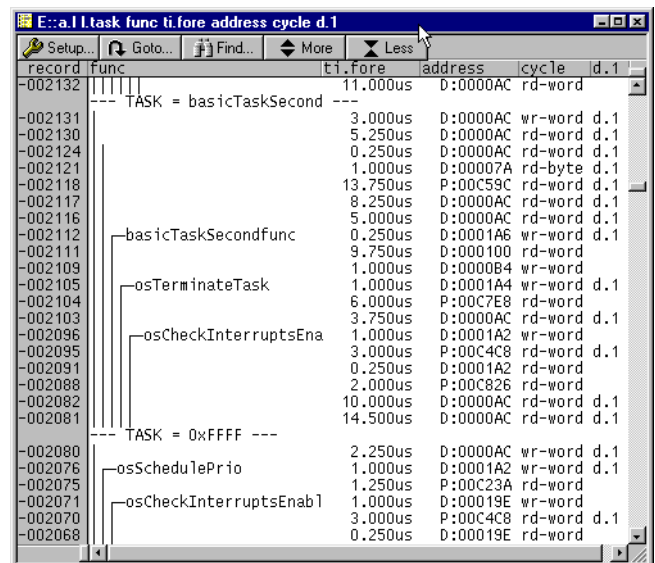 E::a.l l.task func ti.fore address cycle d.1
Setup... Goto... Find... More Less
record func ti.fore address cycle d.1
-002132 11.000us D:0000AC rd-word
--- TASK = basicTaskSecond ---
-002131 3.000us D:0000AC wr-word d.1
-002130 5.250us D:0000AC rd-word d.1
-002124 0.250us D:0000AC rd-word d.1
-002121 1.000us D:00007A rd-byte d.1
-002118 13.750us P:00C59C rd-word d.1
-002117 8.250us D:0000AC rd-word d.1
-002116 5.000us D:0000AC rd-word d.1
-002112 basicTaskSecondfunc 0.250us D:0001A6 wr-word d.1
-002111 9.750us D:000100 rd-word
-002109 1.000us D:0000B4 wr-word
-002105 osTerminateTask 1.000us D:0001A4 wr-word d.1
-002104 6.000us P:00C7E8 rd-word
-002103 3.750us D:0000AC rd-word d.1
-002096 osCheckInterruptsEna 1.000us D:0001A2 wr-word
-002095 3.000us P:00C4C8 rd-word d.1
-002091 0.250us D:0001A2 rd-word
-002088 2.000us P:00C826 rd-word
-002082 10.000us D:0000AC rd-word d.1
-002081 14.500us D:0000AC rd-word d.1
--- TASK = 0xFFFF ---
-002080 2.250us D:0000AC wr-word d.1
-002076 osSchedulePrio 1.000us D:0001A2 wr-word d.1
-002075 1.250us P:00C23A rd-word
-002071 osCheckInterruptsEnabl 1.000us D:00019E wr-word
-002070 3.000us P:00C4C8 rd-word d.1
-002068 0.250us D:00019E rd-word